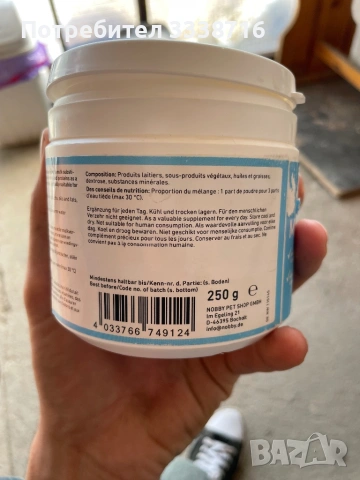 Потребител 3358716
Composition: Produits laitiers, sous-produits végétaux, huiles et graisses,
dextrose, substances minérales.
Des conseils de nutrition: Proportion du mélange : 1 part de poudre pour 3 parts
d'eau tiède (max 30 °C).
Ergänzung für jeden Tag. Kühl und trocken lagern. Für den menschlichen
Verzehr nicht geeignet. As a valuable supplement for every day. Store cool and
dry. Not suitable for human consumption. Als waardevolle aanvulling voor elke
dag. Koel en droog bewaren. Niet geschikt voor menselijke consumptie. Comme
complément précieux pour tous les jours. Conserver au frais et au sec. Ne
convient pas à la consommation humaine.
Mindestens haltbar bis/Kenn-nr. d. Partie: (s. Boden)
Best before/Code no. of batch (s. bottom)
4 033766 749124
250 g e
NOBBY PET SHOP GMBH
Im Egeling 21
D-46395 Bocholt
info@nobby.de
BAZAR